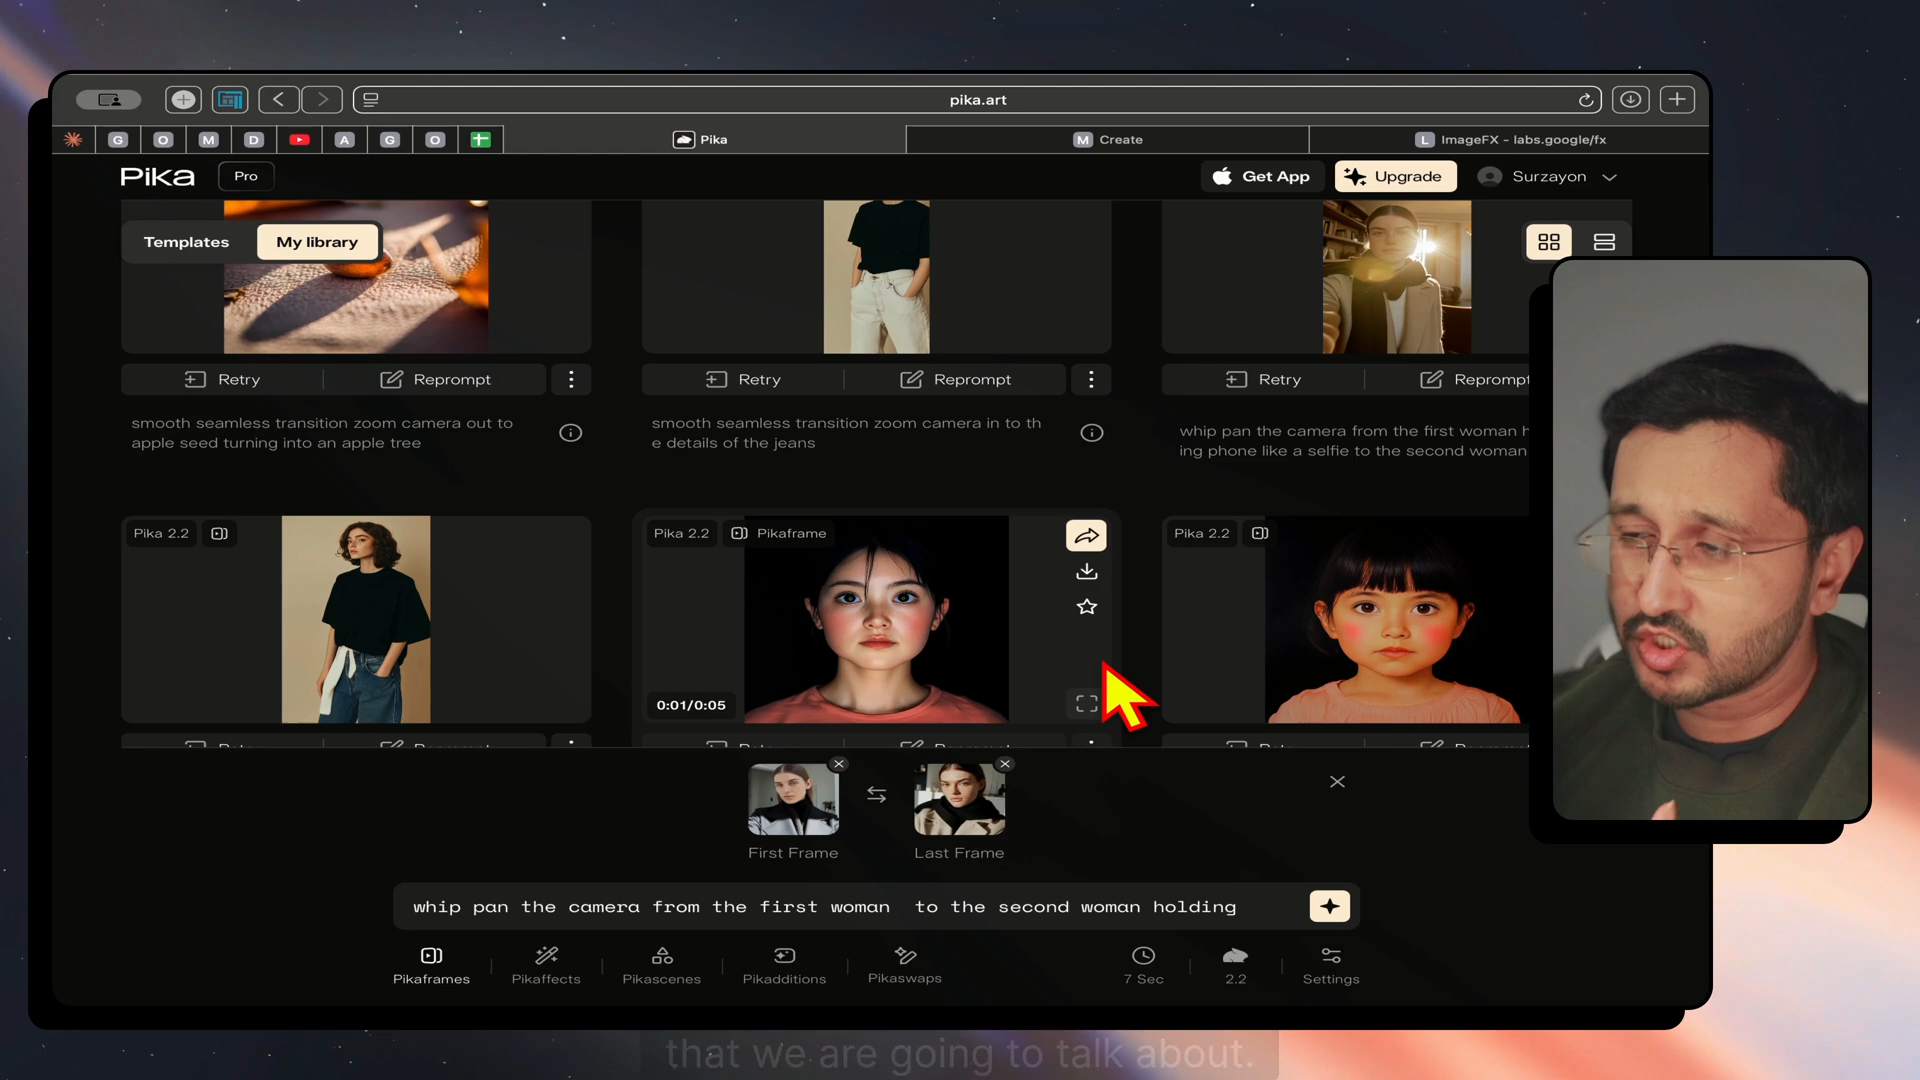 pika.art
G O M D A G O Pika M Create L ImageFX - labs.google/fx
Pika Pro Get App Upgrade Surzayon
Templates My library
Retry Reprompt Retry Reprompt Retry Reprompt
smooth seamless transition zoom camera out to
apple seed turning into an apple tree
smooth seamless transition zoom camera in to th
e details of the jeans
whip pan the camera from the first woman h
ing phone like a selfie to the second woman
Pika 2.2 Pika 2.2 Pikaframe Pika 2.2
0:01/0:05
First Frame Last Frame
whip pan the camera from the first woman to the second woman holding
Pikaframes Pikaffects Pikascenes Pikadditions Pikaswaps 7 Sec 2.2 Settings
that we are going to talk about.